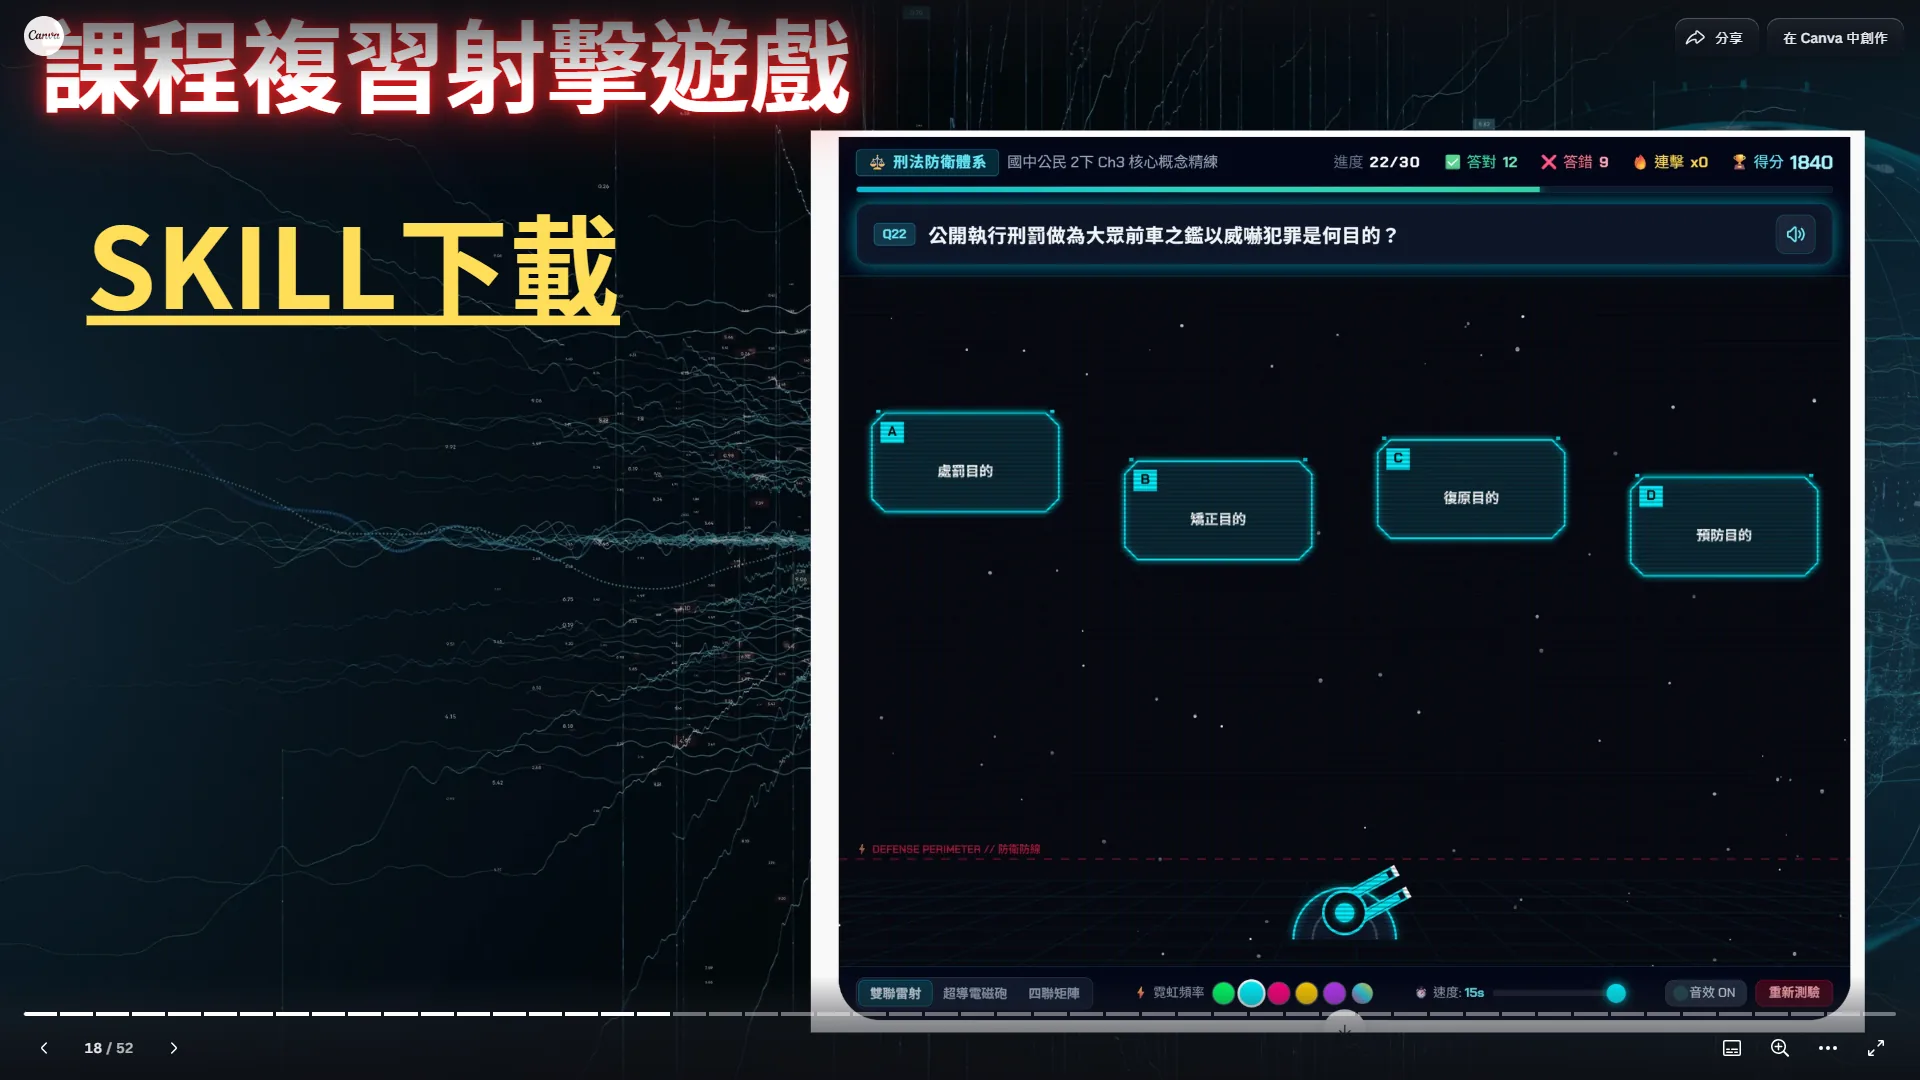 Canva
課程複習射擊遊戲
分享
在 Canva 中創作
SKILL下載
刑法防衛體系
國中公民 2下 Ch3 核心概念精練
進度 22/30
答對 12
答錯 9
連擊 x0
得分 1840
Q22
公開執行刑罰做為大眾前車之鑑以威嚇犯罪是何目的？
A
處罰目的
B
矯正目的
C
復原目的
D
預防目的
DEFENSE PERIMETER // 防衛防線
雙聯雷射
超導電磁砲
四聯矩陣
霓虹頻率
速度: 15s
音效 ON
重新測驗
18 / 52